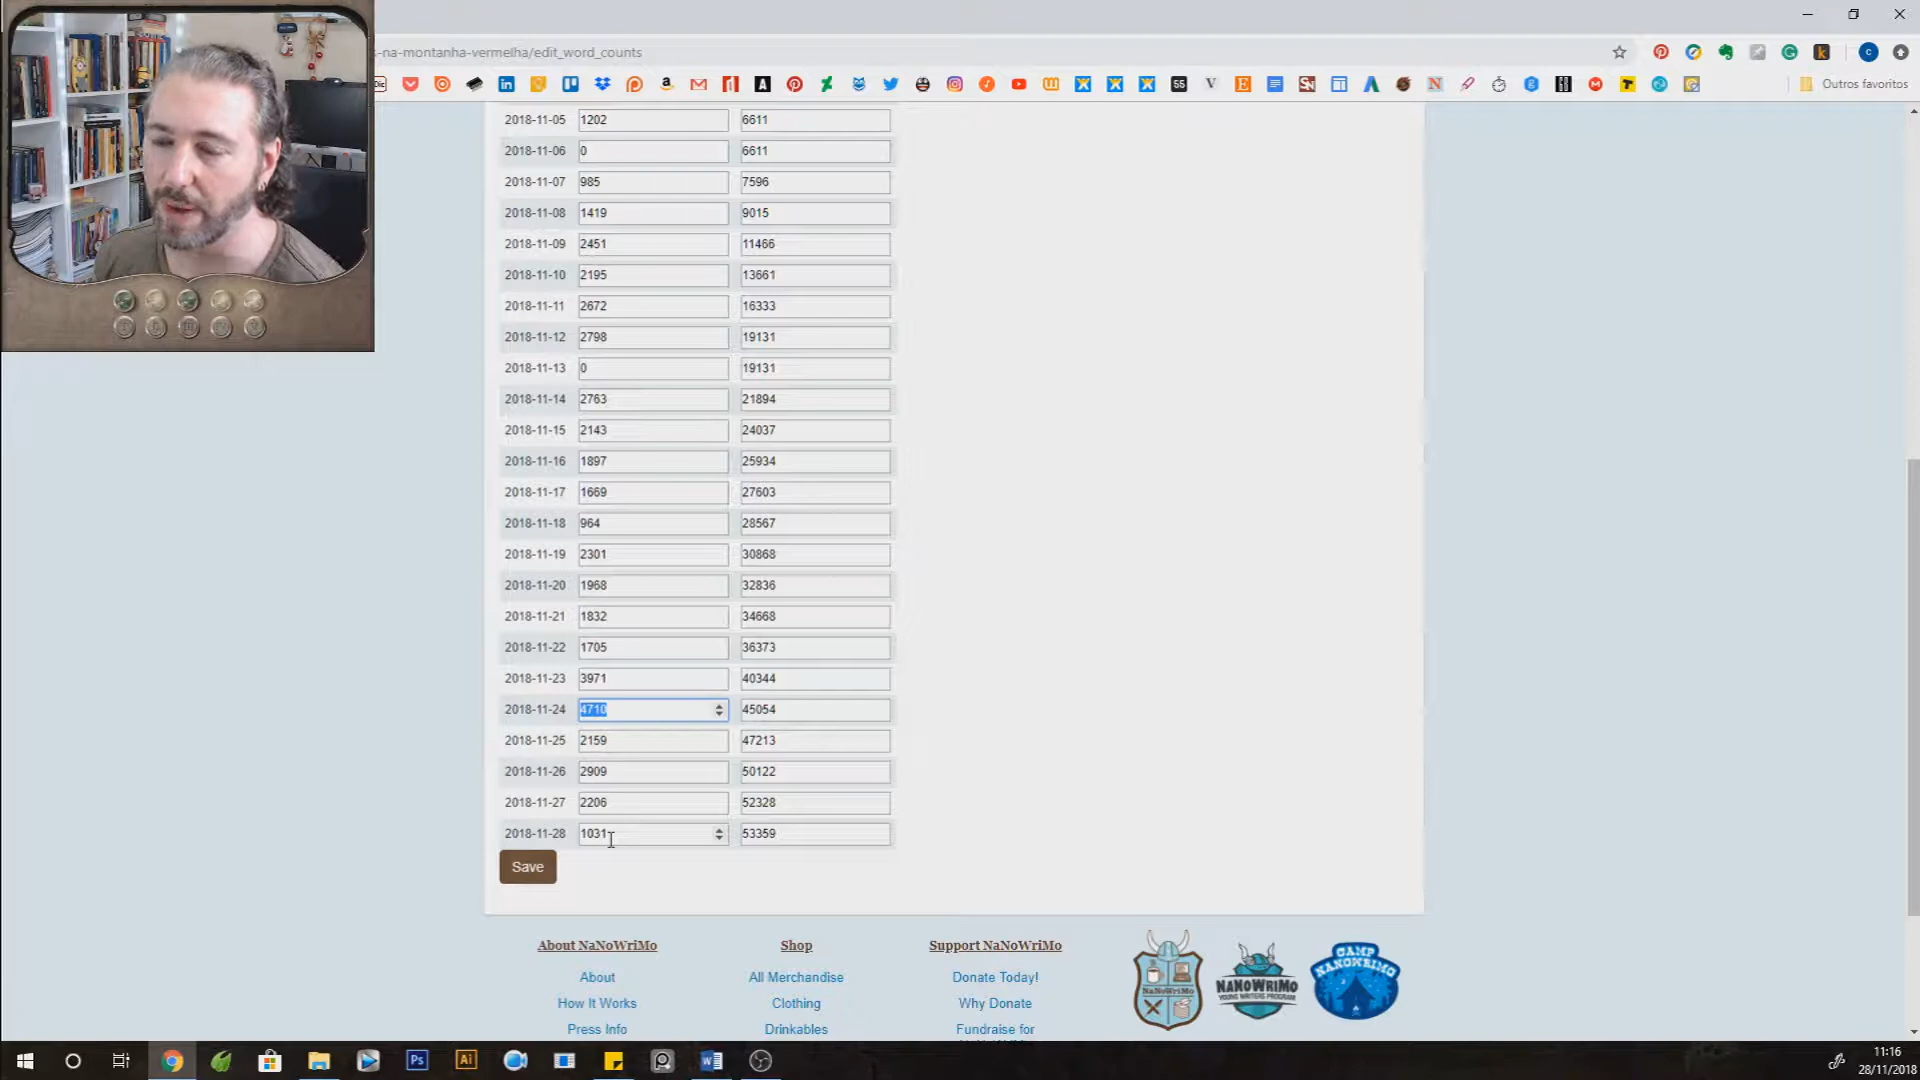 -na-montanha-vermelha/edit_word_counts
Outros favoritos
2018-11-05 1202 6611
2018-11-06 0 6611
2018-11-07 985 7596
2018-11-08 1419 9015
2018-11-09 2451 11466
2018-11-10 2195 13661
2018-11-11 2672 16333
2018-11-12 2798 19131
2018-11-13 0 19131
2018-11-14 2763 21894
2018-11-15 2143 24037
2018-11-16 1897 25934
2018-11-17 1669 27603
2018-11-18 964 28567
2018-11-19 2301 30868
2018-11-20 1968 32836
2018-11-21 1832 34668
2018-11-22 1705 36373
2018-11-23 3971 40344
2018-11-24 4710 45054
2018-11-25 2159 47213
2018-11-26 2909 50122
2018-11-27 2206 52328
2018-11-28 1031 53359
Save
About NaNoWriMo Shop Support NaNoWriMo
About All Merchandise Donate Today!
How It Works Clothing Why Donate
Press Info Drinkables Fundraise for
NaNoWriMo
NANOWRIMO
YOUNG WRITERS PROGRAM
CAMP
NANOWRIMO
11:16
28/11/2018